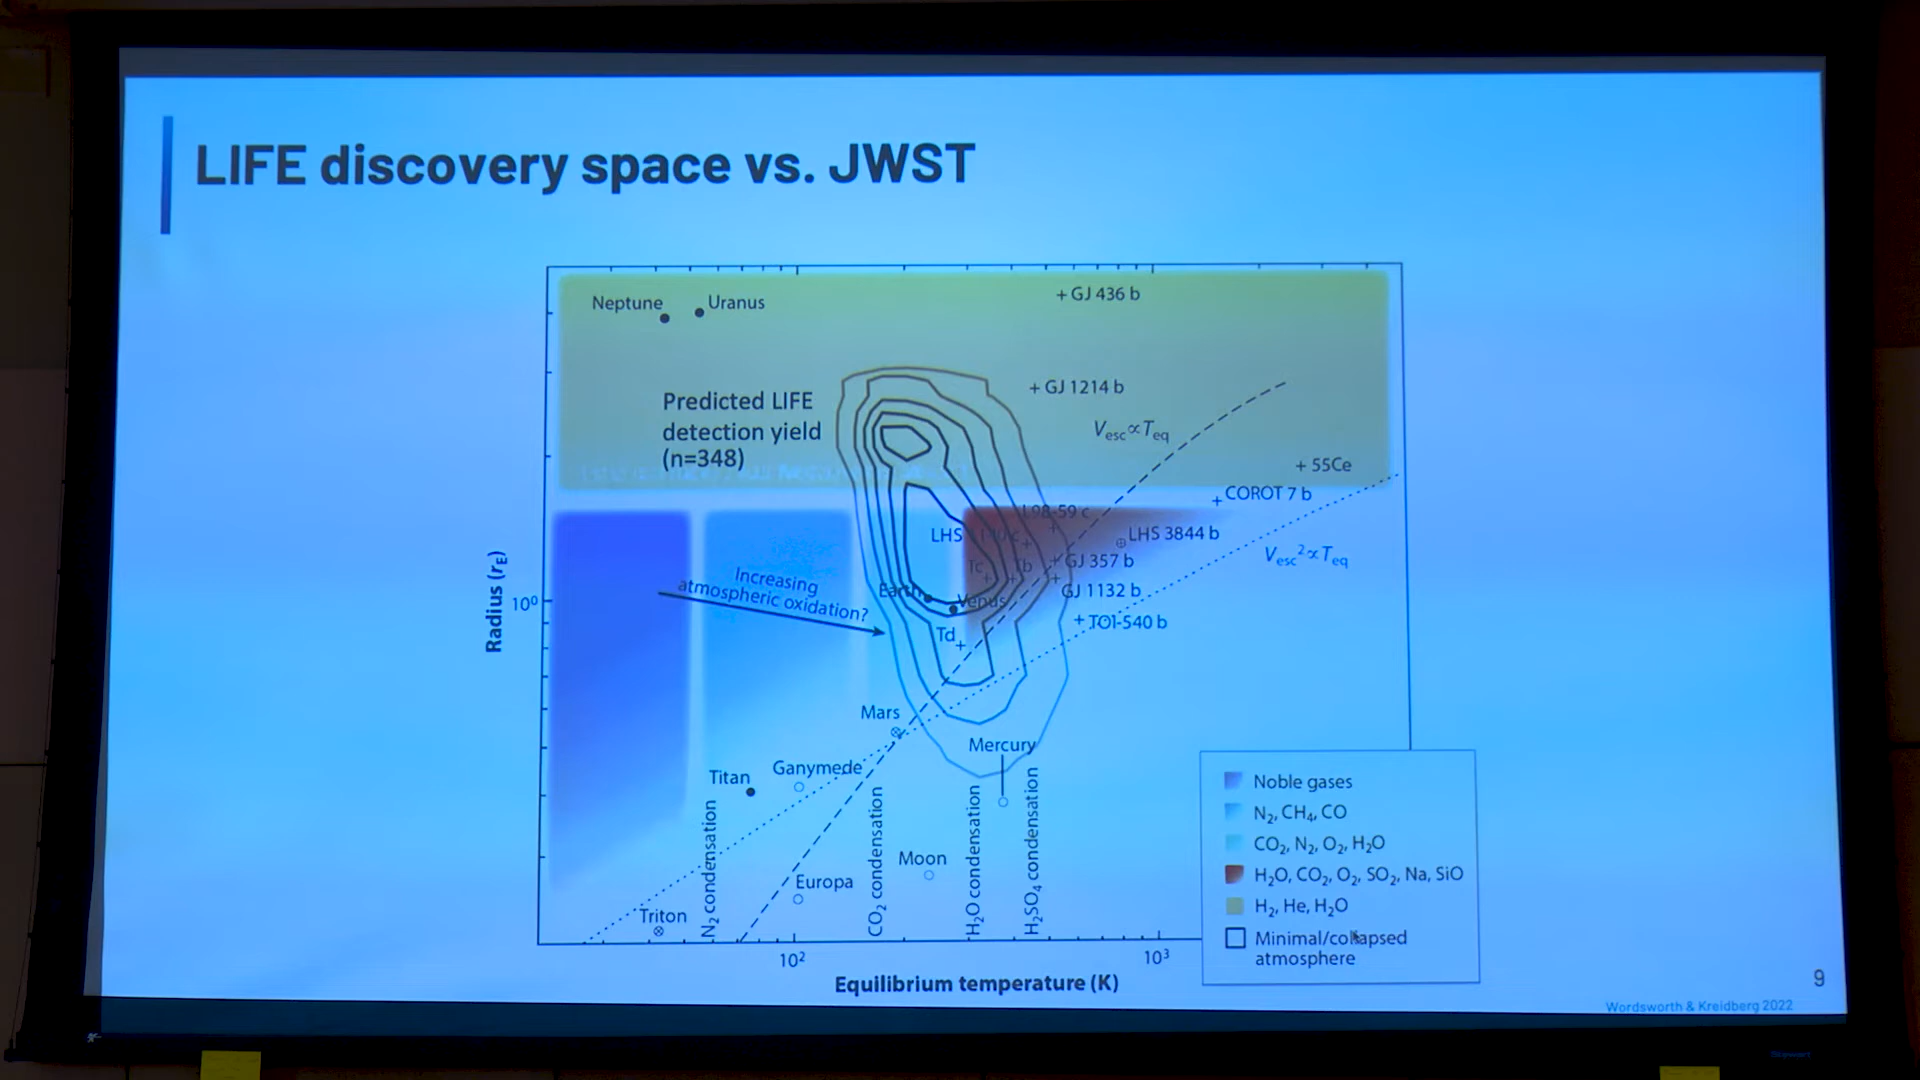 LIFE discovery space vs. JWST
Neptune
Uranus
+ GJ 436 b
Predicted LIFE
detection yield
(n=348)
+ GJ 1214 b
Vesc∝Teq
+ 55Ce
+ COROT 7 b
L98-59 c
LHS 1140 c
LHS 3844 b
Vesc²∝Teq
Tc
Tb
GJ 357 b
Increasing
atmospheric oxidation?
Earth
Venus
GJ 1132 b
Td
+ TOI-540 b
Radius (rE)
10⁰
Mars
Mercury
Titan
Ganymede
Moon
Europa
Triton
N₂ condensation
CO₂ condensation
H₂O condensation
H₂SO₄ condensation
10²
10³
Equilibrium temperature (K)
Noble gases
N₂, CH₄, CO
CO₂, N₂, O₂, H₂O
H₂O, CO₂, O₂, SO₂, Na, SiO
H₂, He, H₂O
Minimal/collapsed
atmosphere
9
Wordsworth & Kreidberg 2022
Stewart